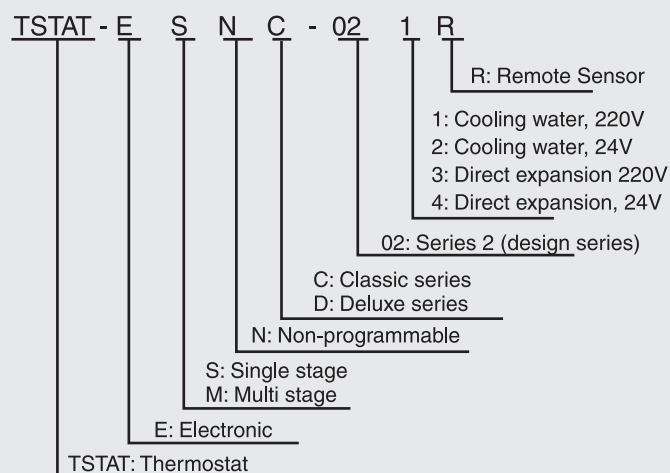 TSTAT - E S N C - 02 1 R
R: Remote Sensor
1: Cooling water, 220V
2: Cooling water, 24V
3: Direct expansion 220V
4: Direct expansion, 24V
02: Series 2 (design series)
C: Classic series
D: Deluxe series
N: Non-programmable
S: Single stage
M: Multi stage
E: Electronic
TSTAT: Thermostat